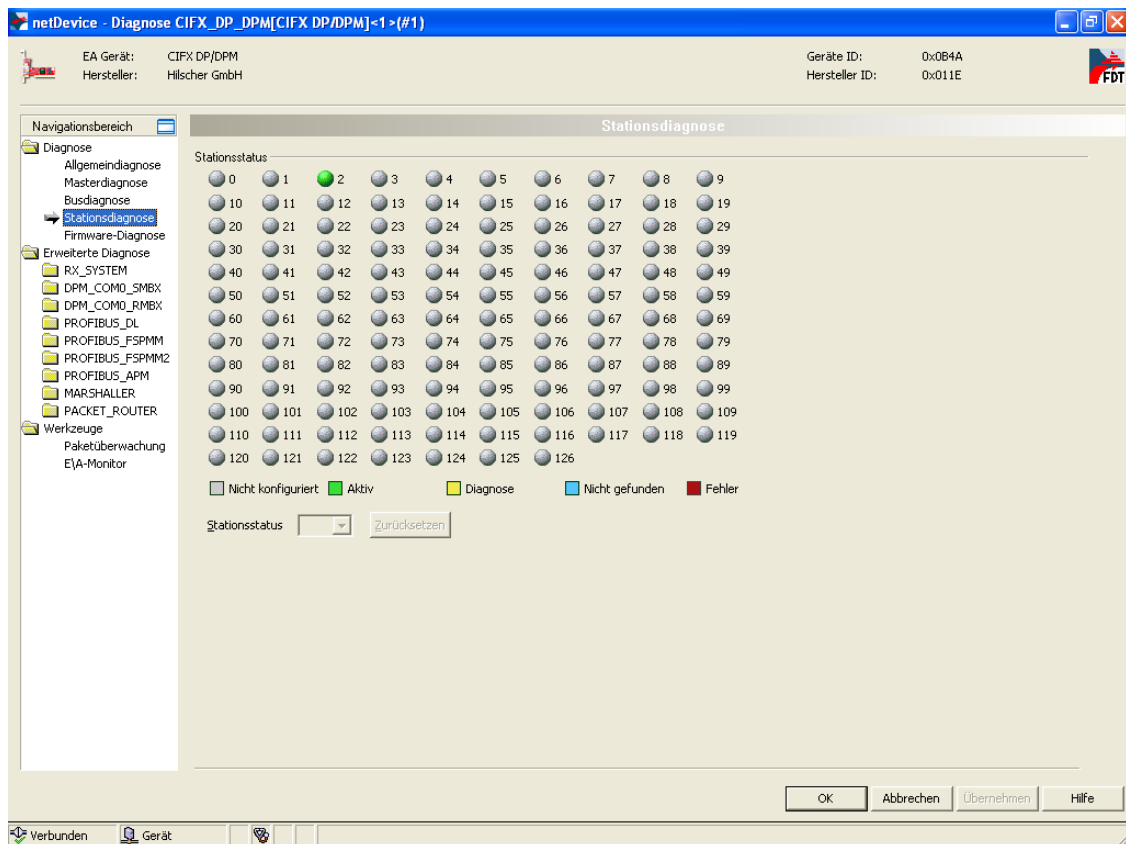 netDevice - Diagnose CIFX_DP_DPM[CIFX DP/DPM]<1>(#1)
EA Gerät: CIFX DP/DPM Geräte ID: 0x0B4A
Hersteller: Hilscher GmbH Hersteller ID: 0x011E
FDT
Navigationsbereich
Diagnose
Allgemeindiagnose
Masterdiagnose
Busdiagnose
Stationsdiagnose
Firmware-Diagnose
Erweiterte Diagnose
RX_SYSTEM
DPM_COM0_SMBX
DPM_COM0_RMBX
PROFIBUS_DL
PROFIBUS_FSPMM
PROFIBUS_FSPMM2
PROFIBUS_APM
MARSHALLER
PACKET_ROUTER
Werkzeuge
Paketüberwachung
E\A-Monitor
Stationsdiagnose
Stationsstatus
0 1 2 3 4 5 6 7 8 9
10 11 12 13 14 15 16 17 18 19
20 21 22 23 24 25 26 27 28 29
30 31 32 33 34 35 36 37 38 39
40 41 42 43 44 45 46 47 48 49
50 51 52 53 54 55 56 57 58 59
60 61 62 63 64 65 66 67 68 69
70 71 72 73 74 75 76 77 78 79
80 81 82 83 84 85 86 87 88 89
90 91 92 93 94 95 96 97 98 99
100 101 102 103 104 105 106 107 108 109
110 111 112 113 114 115 116 117 118 119
120 121 122 123 124 125 126
Nicht konfiguriert Aktiv Diagnose Nicht gefunden Fehler
Stationsstatus Zurücksetzen
OK Abbrechen Übernehmen Hilfe
Verbunden Gerät